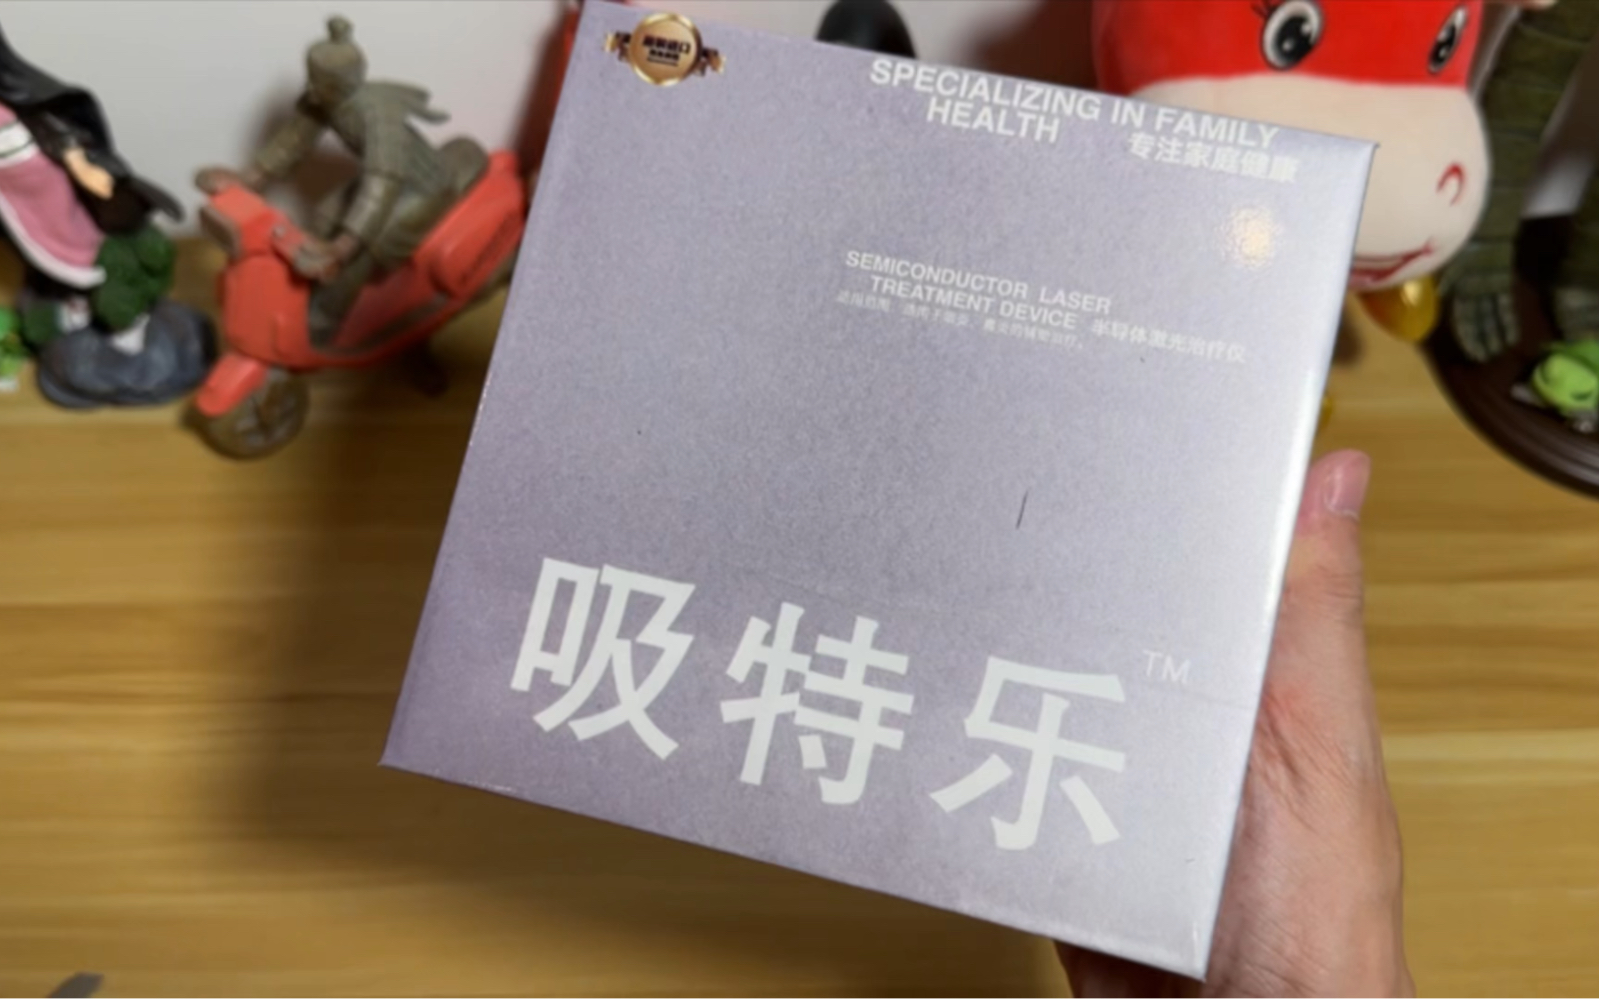 SPECIALIZING IN FAMILY
HEALTH 专注家庭健康
SEMICONDUCTOR LASER
TREATMENT DEVICE 半导体激光治疗仪
吸特乐 TM